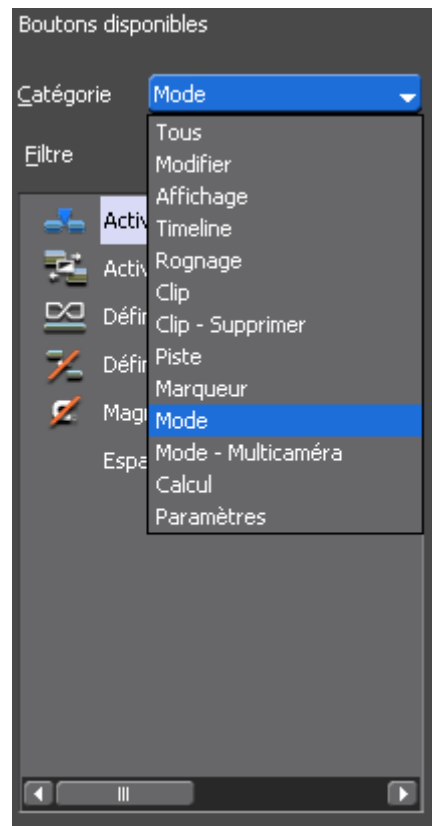 Boutons disponibles
Catégorie Mode
Filtre
Tous
Modifier
Affichage
Timeline
Rognage
Clip
Clip - Supprimer
Piste
Marqueur
Mode
Mode - Multicaméra
Calcul
Paramètres